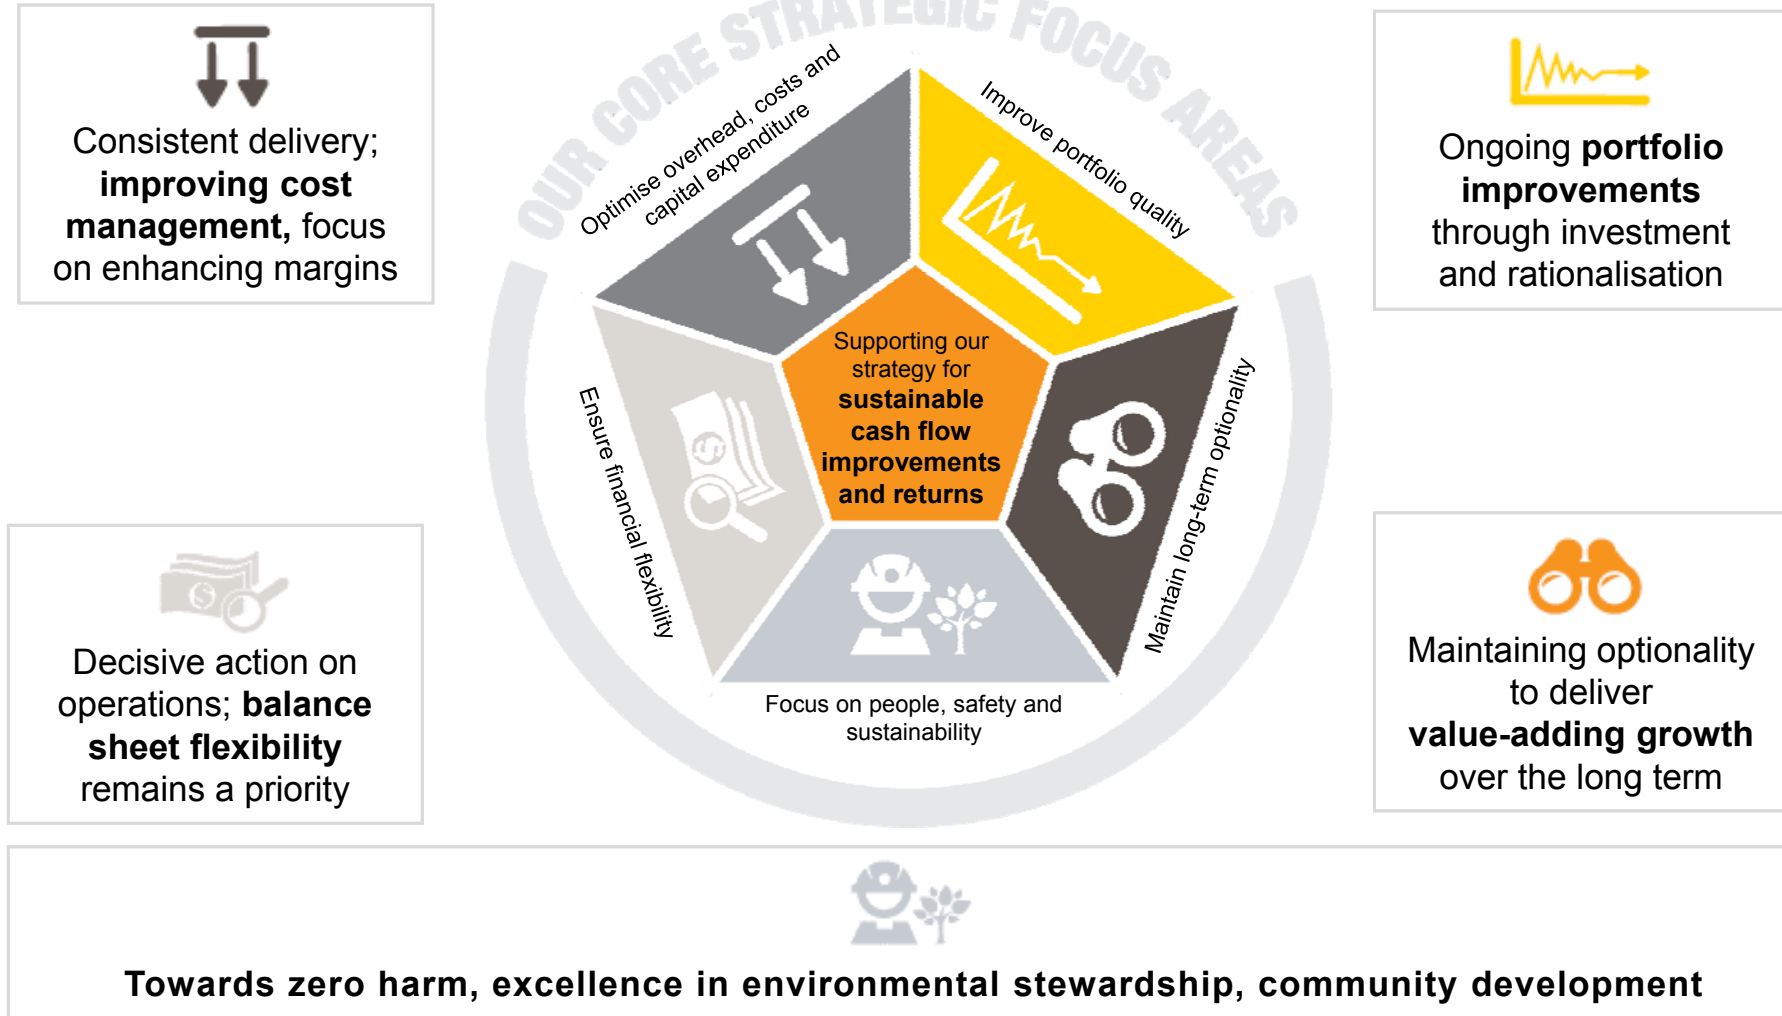 OUR CORE STRATEGIC FOCUS AREAS
Consistent delivery;
improving cost
management, focus
on enhancing margins
Optimise overhead, costs and
capital expenditure
Improve portfolio quality
Ongoing portfolio
improvements
through investment
and rationalisation
Supporting our
strategy for
sustainable
cash flow
improvements
and returns
Ensure financial flexibility
Maintain long-term optionality
Focus on people, safety and
sustainability
Decisive action on
operations; balance
sheet flexibility
remains a priority
Maintaining optionality
to deliver
value-adding growth
over the long term
Towards zero harm, excellence in environmental stewardship, community development